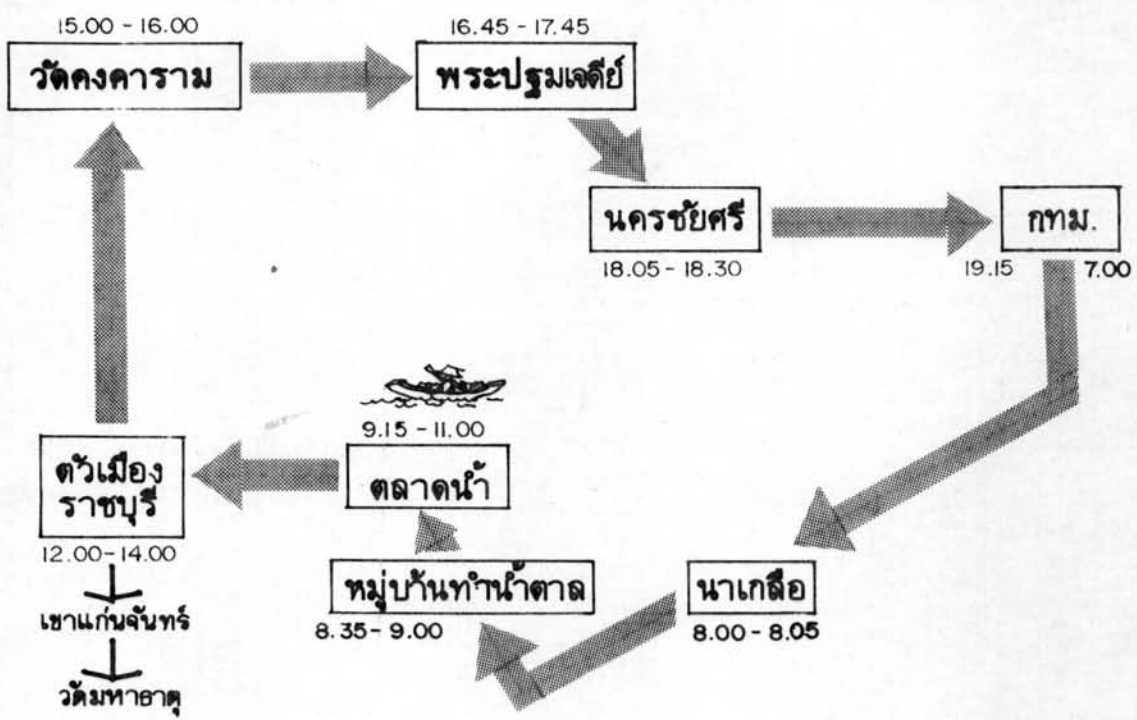 15.00 - 16.00
วัดคงคาราม
16.45 - 17.45
พระปฐมเจดีย์
นครชัยศรี
18.05 - 18.30
กทม.
19.15
7.00
9.15 - 11.00
ตลาดน้ำ
ตัวเมือง
ราชบุรี
12.00 - 14.00
เขาแก่นจันทร์
วัดมหาธาตุ
หมู่บ้านทำน้ำตาล
8.35 - 9.00
นาเกลือ
8.00 - 8.05